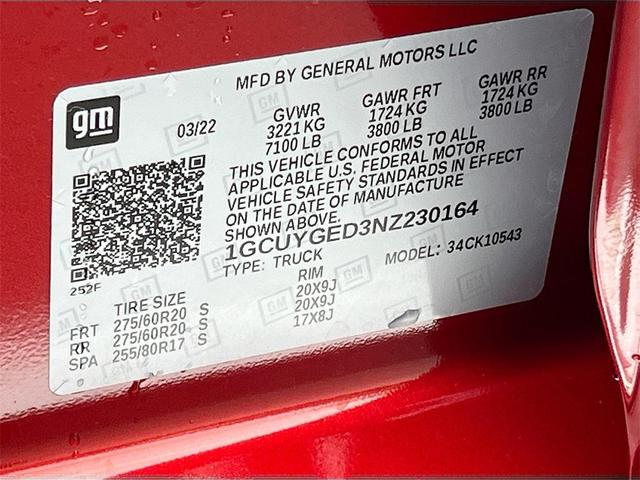 MFD BY GENERAL MOTORS LLC
gm
03/22
GVWR GAWR FRT GAWR RR
3221 KG 1724 KG 1724 KG
7100 LB 3800 LB 3800 LB
THIS VEHICLE CONFORMS TO ALL
APPLICABLE U.S. FEDERAL MOTOR
VEHICLE SAFETY STANDARDS IN EFFECT
ON THE DATE OF MANUFACTURE
SHOWN ABOVE.
1GCUYGED3NZ230164
TYPE: TRUCK MODEL: 34CK10543
252F
TIRE SIZE RIM
FRT 275/60R20 S 20X9J
RR 275/60R20 S 20X9J
SPA 255/80R17 S 17X8J